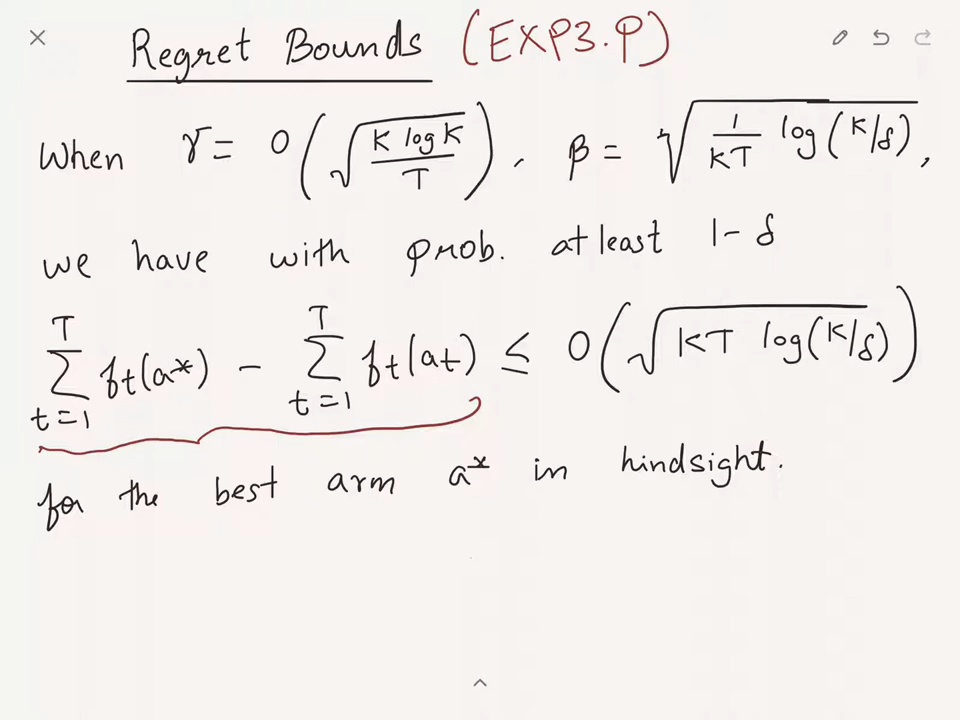 Regret Bounds (EXP3.P)
When γ = O(√(K log K / T)), β = √(1/KT log(K/δ)),
we have with prob. at least 1 - δ
∑_{t=1}^{T} f_t(a*) - ∑_{t=1}^{T} f_t(a_t) ≤ O(√(KT log(K/δ)))
for the best arm a* in hindsight.